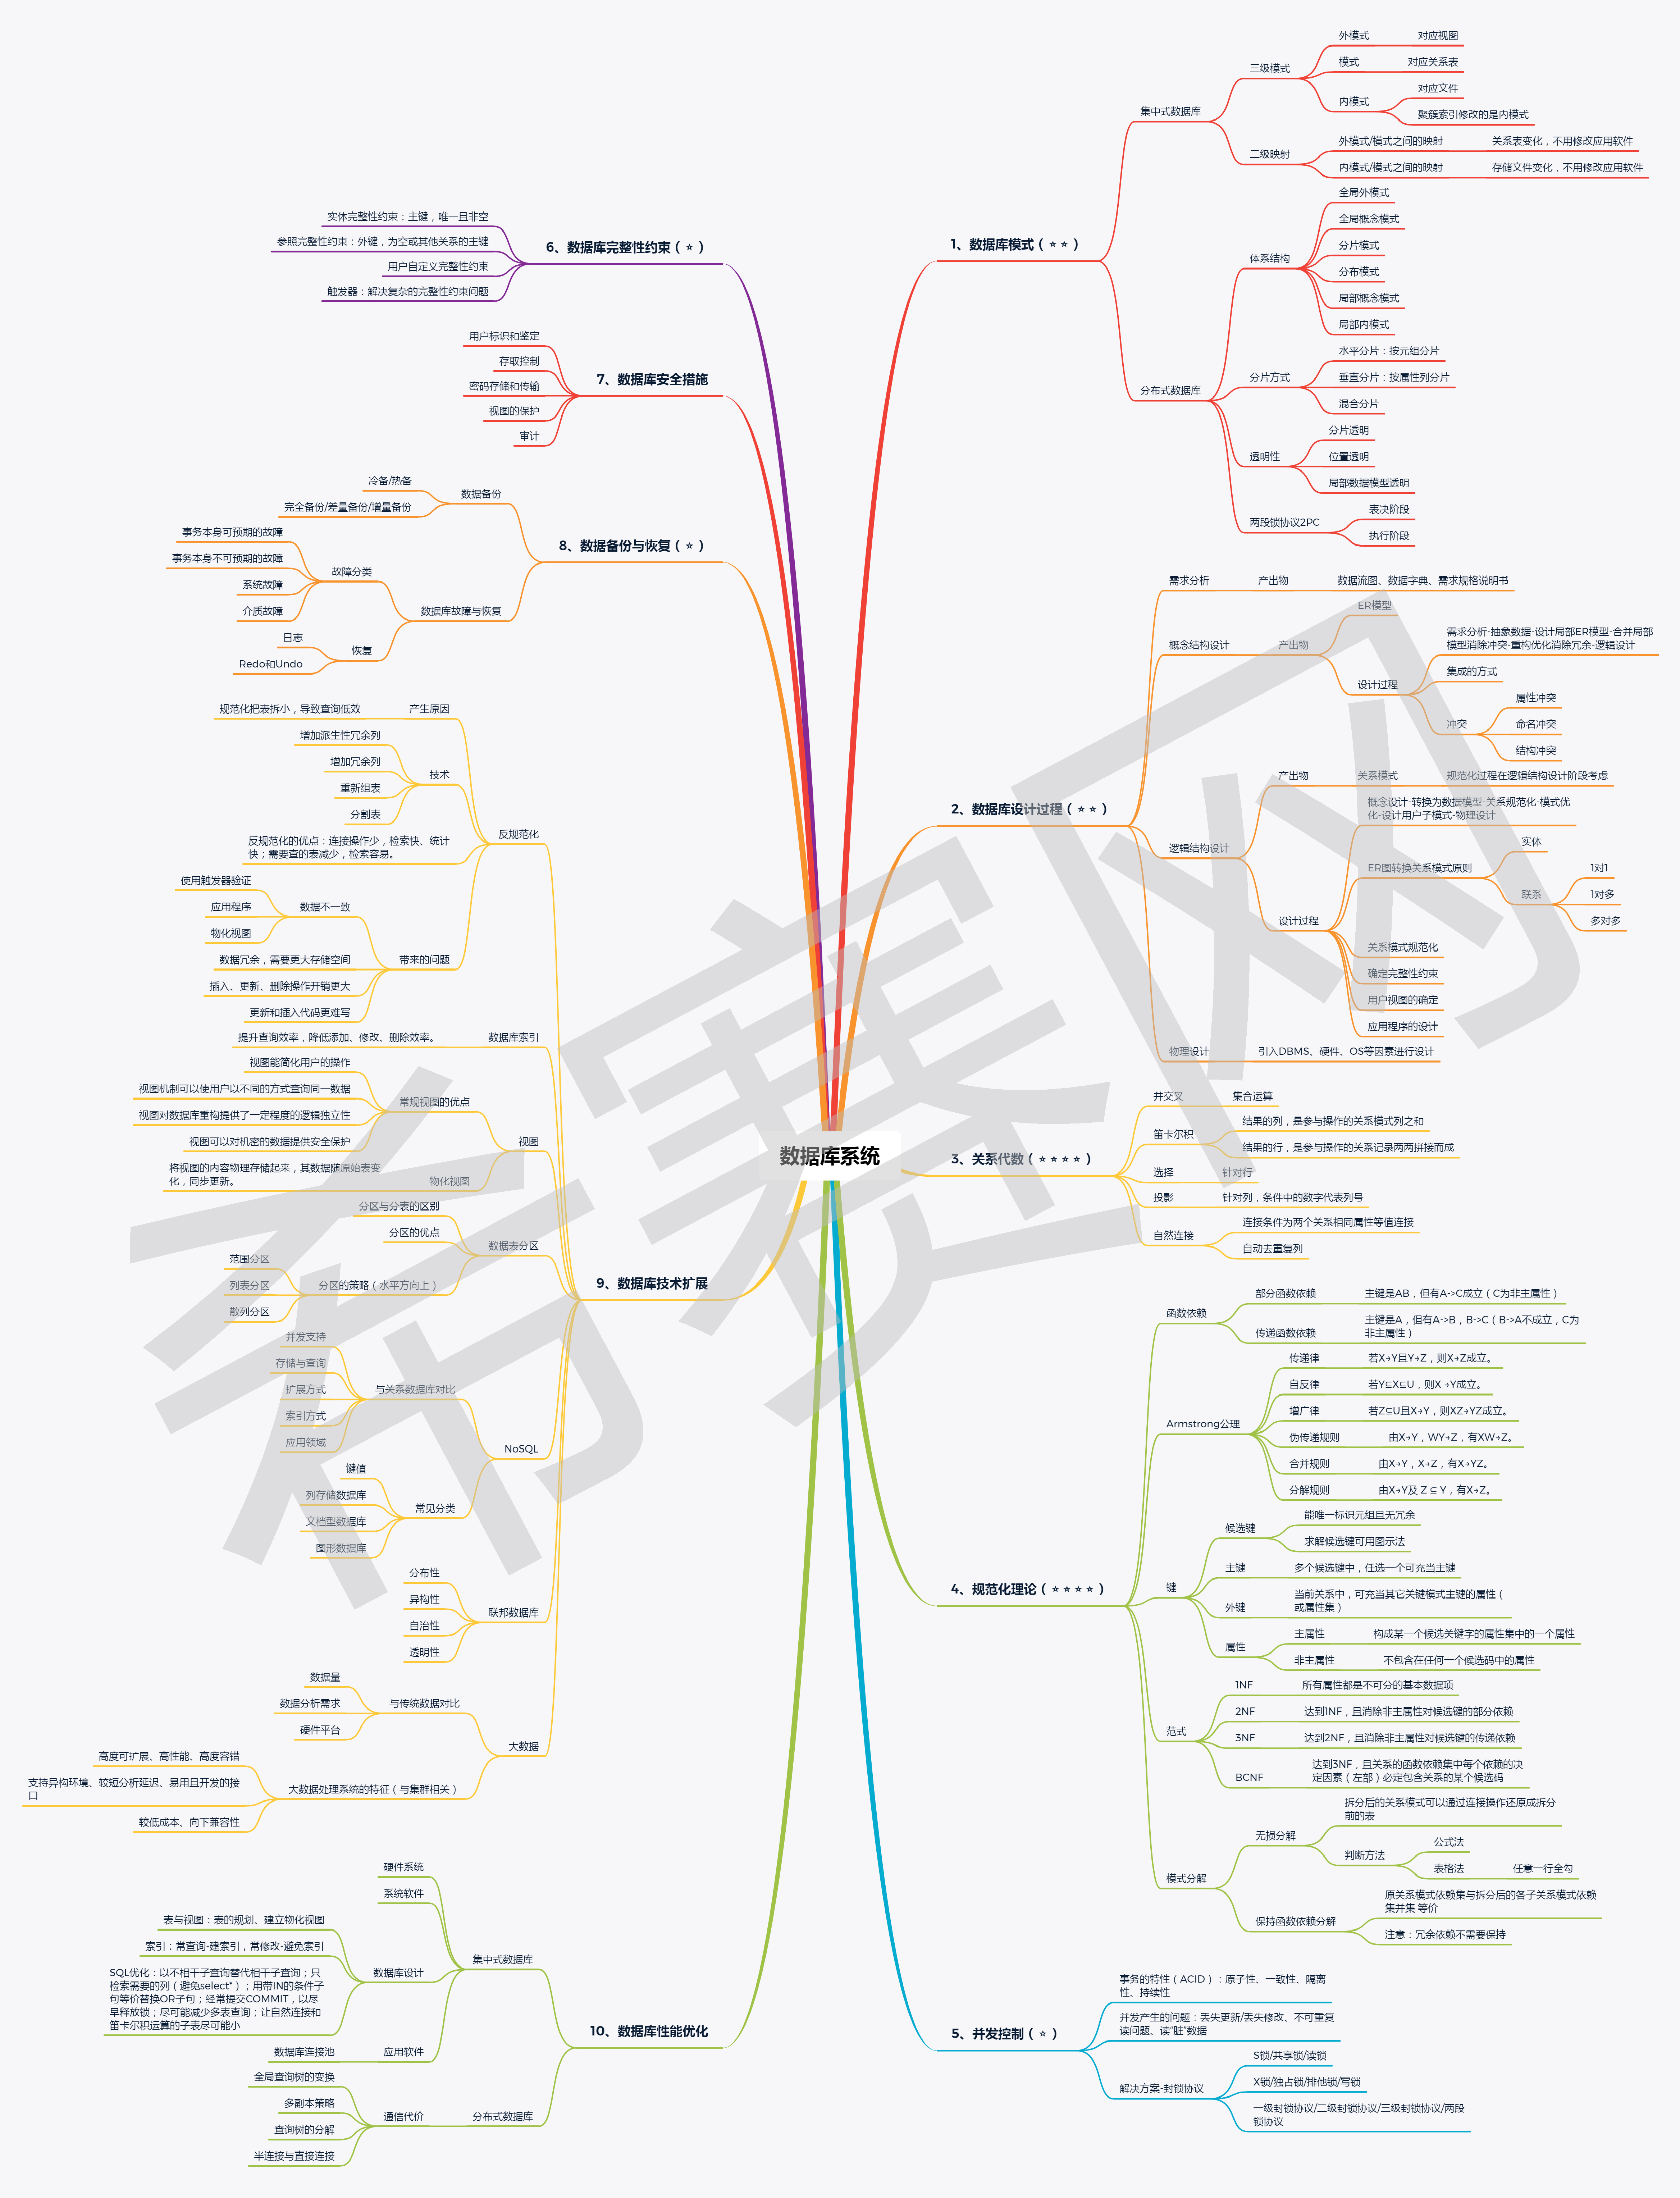 数据库系统
1、数据库模式（☆☆）
集中式数据库
三级模式
外模式
对应视图
模式
对应关系表
内模式
对应文件
聚簇索引修改的是内模式
二级映射
外模式/模式之间的映射
关系表变化，不用修改应用软件
内模式/模式之间的映射
存储文件变化，不用修改应用软件
分布式数据库
体系结构
全局外模式
全局概念模式
分片模式
分布模式
局部概念模式
局部内模式
分片方式
水平分片：按元组分片
垂直分片：按属性列分片
混合分片
透明性
分片透明
位置透明
局部数据模型透明
两段锁协议2PC
表决阶段
执行阶段
2、数据库设计过程（☆☆）
需求分析
产出物
数据流图、数据字典、需求规格说明书
概念结构设计
产出物
ER模型
设计过程
需求分析-抽象数据-设计局部ER模型-合并局部
模型消除冲突-重构优化消除冗余-逻辑设计
集成的方式
冲突
属性冲突
命名冲突
结构冲突
逻辑结构设计
产出物
关系模式
规范化过程在逻辑结构设计阶段考虑
设计过程
概念设计-转换为数据模型-关系规范化-模式优
化-设计用户子模式-物理设计
ER图转换关系模式原则
实体
联系
1对1
1对多
多对多
关系模式规范化
确定完整性约束
用户视图的确定
应用程序的设计
物理设计
引入DBMS、硬件、OS等因素进行设计
3、关系代数（☆☆☆☆）
并交叉
集合运算
笛卡尔积
结果的列，是参与操作的关系模式列之和
结果的行，是参与操作的关系记录两两拼接而成
选择
针对行
投影
针对列，条件中的数字代表列号
自然连接
连接条件为两个关系相同属性等值连接
自动去重复列
4、规范化理论（☆☆☆☆）
函数依赖
部分函数依赖
主键是AB，但有A->C成立（C为非主属性）
传递函数依赖
主键是A，但有A->B，B->C（B->A不成立，C为
非主属性）
Armstrong公理
传递律
若X→Y且Y→Z，则X→Z成立。
自反律
若Y⊆X⊆U，则X →Y成立。
增广律
若Z⊆U且X→Y，则XZ→YZ成立。
伪传递规则
由X→Y，WY→Z，有XW→Z。
合并规则
由X→Y，X→Z，有X→YZ。
分解规则
由X→Y及 Z ⊆ Y，有X→Z。
键
候选键
能唯一标识元组且无冗余
求解候选键可用图示法
主键
多个候选键中，任选一个可充当主键
外键
当前关系中，可充当其它关键模式主键的属性（
或属性集）
属性
主属性
构成某一个候选关键字的属性集中的一个属性
非主属性
不包含在任何一个候选码中的属性
范式
1NF
所有属性都是不可分的基本数据项
2NF
达到1NF，且消除非主属性对候选键的部分依赖
3NF
达到2NF，且消除非主属性对候选键的传递依赖
BCNF
达到3NF，且关系的函数依赖集中每个依赖的决
定因素（左部）必定包含关系的某个候选码
模式分解
无损分解
拆分后的关系模式可以通过连接操作还原成拆分
前的表
判断方法
公式法
表格法
任意一行全勾
保持函数依赖分解
原关系模式依赖集与拆分后的各子关系模式依赖
集并集 等价
注意：冗余依赖不需要保持
5、并发控制（☆）
事务的特性（ACID）：原子性、一致性、隔离
性、持续性
并发产生的问题：丢失更新/丢失修改、不可重复
读问题、读"脏"数据
解决方案-封锁协议
S锁/共享锁/读锁
X锁/独占锁/排他锁/写锁
一级封锁协议/二级封锁协议/三级封锁协议/两段
锁协议
6、数据库完整性约束（☆）
实体完整性约束：主键，唯一且非空
参照完整性约束：外键，为空或其他关系的主键
用户自定义完整性约束
触发器：解决复杂的完整性约束问题
7、数据库安全措施
用户标识和鉴定
存取控制
密码存储和传输
视图的保护
审计
8、数据备份与恢复（☆）
数据备份
冷备/热备
完全备份/差量备份/增量备份
数据库故障与恢复
故障分类
事务本身可预期的故障
事务本身不可预期的故障
系统故障
介质故障
恢复
日志
Redo和Undo
9、数据库技术扩展
反规范化
产生原因
规范化把表拆小，导致查询低效
技术
增加派生性冗余列
增加冗余列
重新组表
分割表
反规范化的优点：连接操作少，检索快、统计
快；需要查的表减少，检索容易。
带来的问题
数据不一致
使用触发器验证
应用程序
物化视图
数据冗余，需要更大存储空间
插入、更新、删除操作开销更大
更新和插入代码更难写
数据库索引
提升查询效率，降低添加、修改、删除效率。
视图
常规视图的优点
视图能简化用户的操作
视图机制可以使用户以不同的方式查询同一数据
视图对数据库重构提供了一定程度的逻辑独立性
视图可以对机密的数据提供安全保护
物化视图
将视图的内容物理存储起来，其数据随原始表变
化，同步更新。
数据表分区
分区与分表的区别
分区的优点
分区的策略（水平方向上）
范围分区
列表分区
散列分区
NoSQL
与关系数据库对比
并发支持
存储与查询
扩展方式
索引方式
应用领域
常见分类
键值
列存储数据库
文档型数据库
图形数据库
联邦数据库
分布性
异构性
自治性
透明性
大数据
与传统数据对比
数据量
数据分析需求
硬件平台
大数据处理系统的特征（与集群相关）
高度可扩展、高性能、高度容错
支持异构环境、较短分析延迟、易用且开发的接
口
较低成本、向下兼容性
10、数据库性能优化
集中式数据库
硬件系统
系统软件
数据库设计
表与视图：表的规划、建立物化视图
索引：常查询-建索引，常修改-避免索引
SQL优化：以不相干子查询替代相干子查询；只
检索需要的列（避免select*）；用带IN的条件子
句等价替换OR子句；经常提交COMMIT，以尽
早释放锁；尽可能减少多表查询；让自然连接和
笛卡尔积运算的子表尽可能小
应用软件
数据库连接池
分布式数据库
通信代价
全局查询树的变换
多副本策略
查询树的分解
半连接与直接连接
希赛网